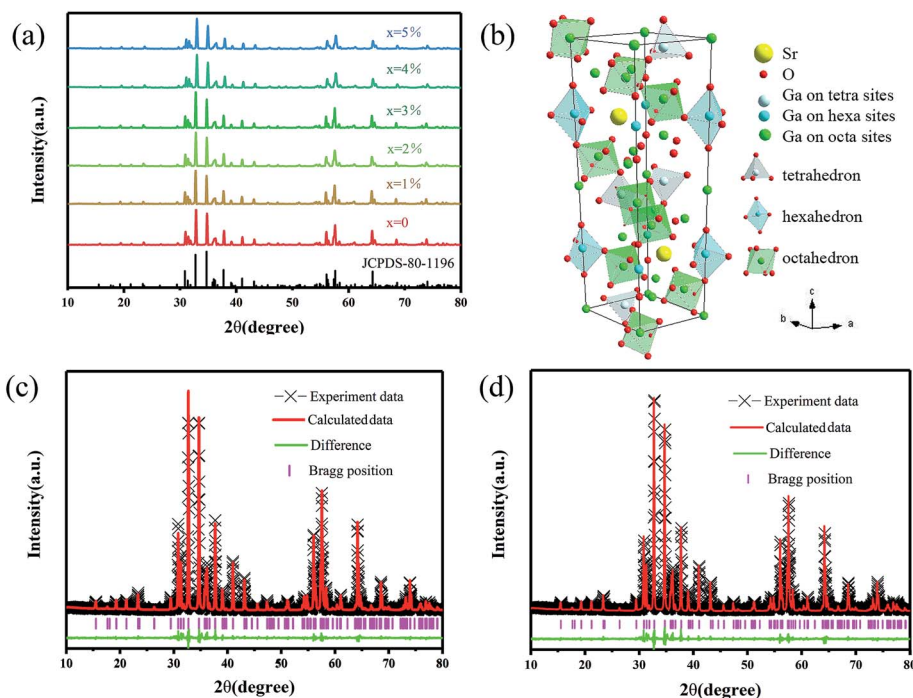 (a)
x=5%
x=4%
x=3%
x=2%
x=1%
x=0
JCPDS-80-1196
Intensity(a.u.)
10 20 30 40 50 60 70 80
2θ(degree)
(b)
Sr
O
Ga on tetra sites
Ga on hexa sites
Ga on octa sites
tetrahedron
hexahedron
octahedron
c
b
a
(c)
Experiment data
Calculated data
Difference
Bragg position
Intensity(a.u.)
10 20 30 40 50 60 70 80
2θ(degree)
(d)
Experiment data
Calculated data
Difference
Bragg position
Intensity(a.u.)
10 20 30 40 50 60 70 80
2θ(degree)